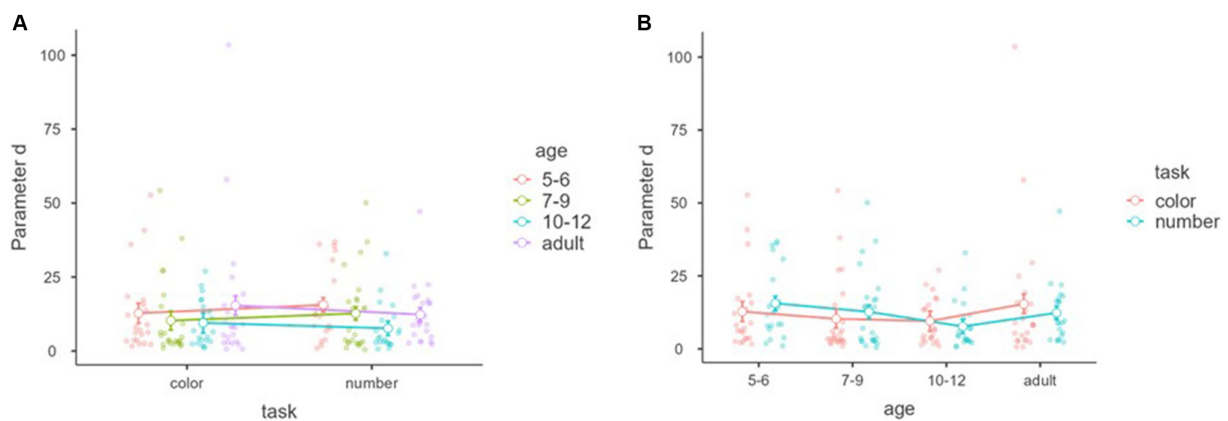 A
Parameter d
100
75
50
25
0
color
number
task
age
5-6
7-9
10-12
adult
B
Parameter d
100
75
50
25
0
5-6
7-9
10-12
adult
age
task
color
number